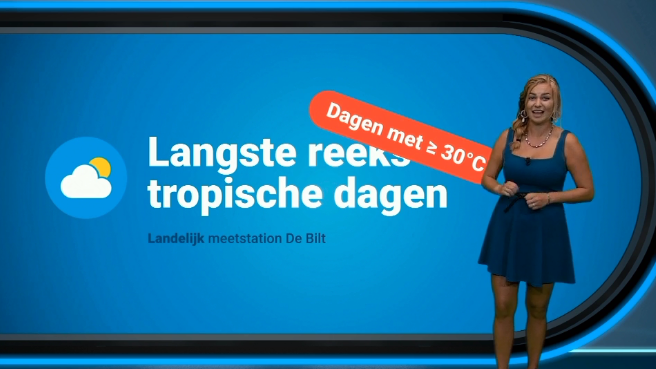 Dagen met ≥ 30°C
Langste reeks
tropische dagen
Landelijk meetstation De Bilt